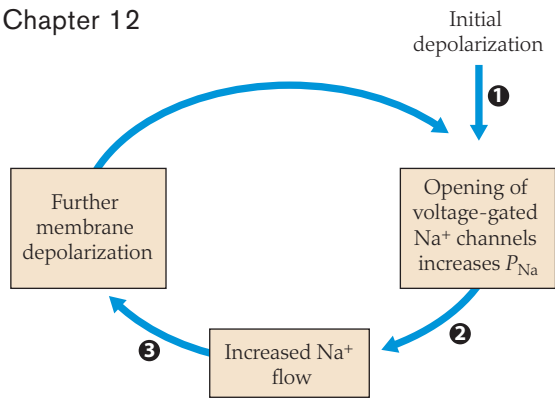 Chapter 12
Initial
depolarization
❶
Opening of
voltage-gated
Na⁺ channels
increases P_Na
❷
Increased Na⁺
flow
❸
Further
membrane
depolarization